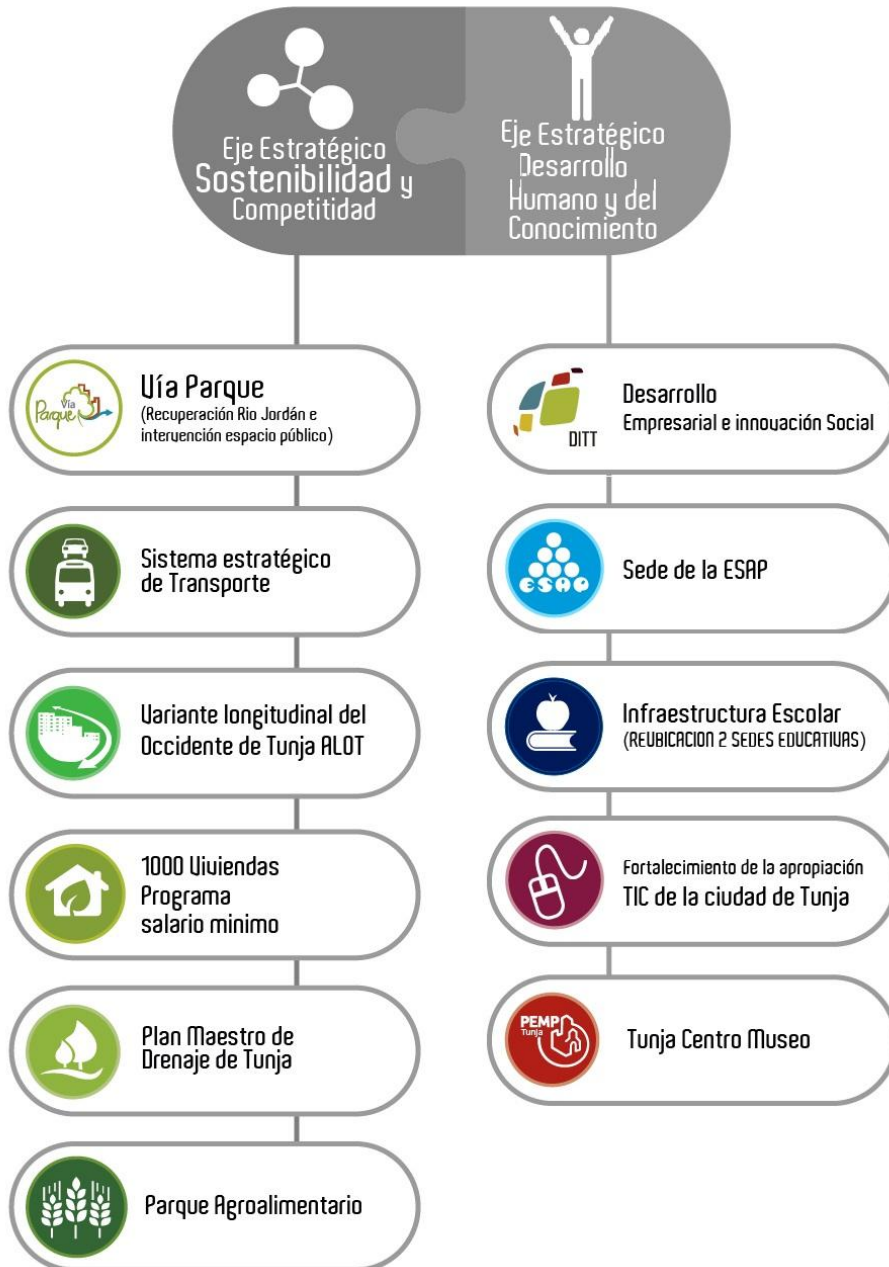 Eje Estratégico
Sostenibilidad y
Competitidad
Eje Estratégico
Desarrollo
Humano y del
Conocimiento
Vía
Parque
Vía Parque
(Recuperación Rio Jordán e
intervención espacio público)
Sistema estratégico
de Transporte
Variante longitudinal del
Occidente de Tunja ALOT
1000 Viviendas
Programa
salario minimo
Plan Maestro de
Drenaje de Tunja
Parque Agroalimentario
DITT
Desarrollo
Empresarial e innovación Social
ESAP
Sede de la ESAP
Infraestructura Escolar
(REUBICACION 2 SEDES EDUCATIVAS)
Fortalecimiento de la apropiación
TIC de la ciudad de Tunja
PEMP
Tunja
Tunja Centro Museo